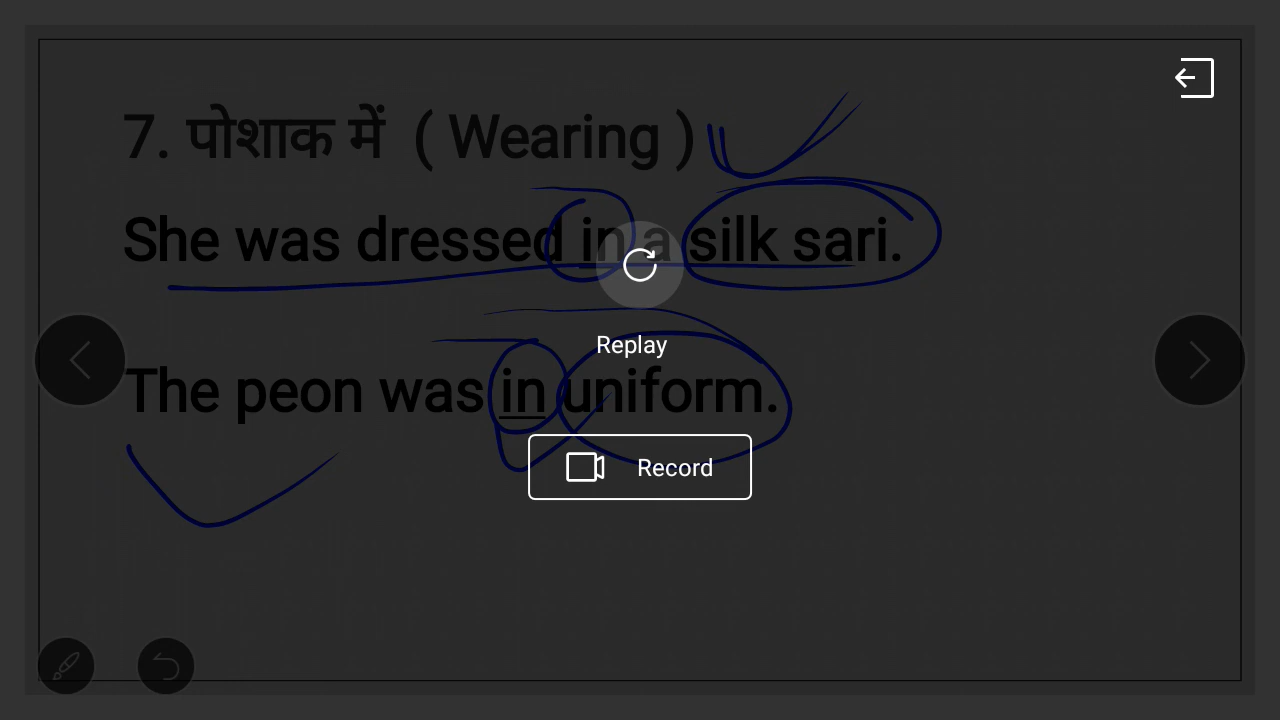 7. पोशाक में ( Wearing )
She was dressed in a silk sari.
Replay
The peon was in uniform.
Record